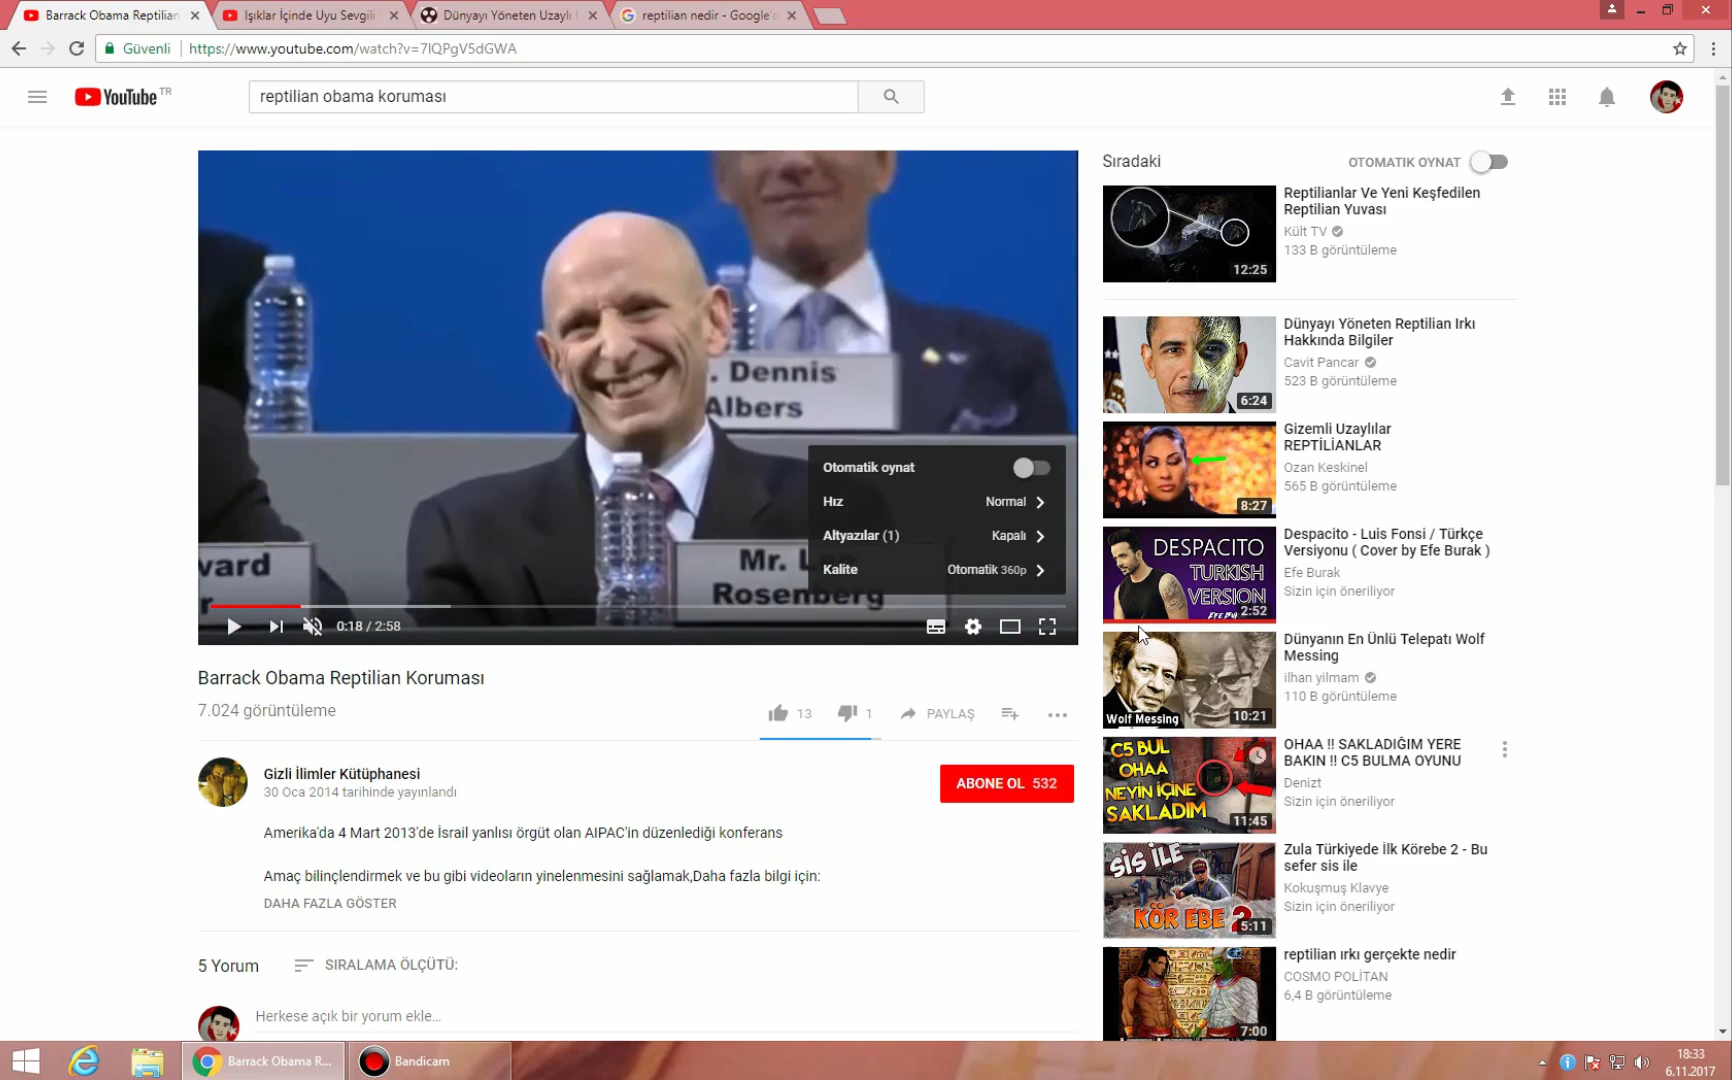 Barrack Obama Reptilian
Işıklar İçinde Uyu Sevgili
Dünyayı Yöneten Uzaylı
reptilian nedir - Google'
Güvenli
https://www.youtube.com/watch?v=7lQPgV5dGWA
YouTube TR
reptilian obama koruması
. Dennis
Albers
vard
r
Mr. L
Rosenberg
Otomatik oynat
Hız Normal
Altyazılar (1) Kapalı
Kalite Otomatik 360p
0:18 / 2:58
Barrack Obama Reptilian Koruması
7.024 görüntüleme
13
1
PAYLAŞ
Gizli İlimler Kütüphanesi
30 Oca 2014 tarihinde yayınlandı
ABONE OL 532
Amerika'da 4 Mart 2013'de İsrail yanlısı örgüt olan AIPAC'in düzenlediği konferans
Amaç bilinçlendirmek ve bu gibi videoların yinelenmesini sağlamak,Daha fazla bilgi için:
DAHA FAZLA GÖSTER
5 Yorum
SIRALAMA ÖLÇÜTÜ:
Herkese açık bir yorum ekle...
Sıradaki
OTOMATIK OYNAT
12:25
Reptilianlar Ve Yeni Keşfedilen
Reptilian Yuvası
Kült TV
133 B görüntüleme
6:24
Dünyayı Yöneten Reptilian Irkı
Hakkında Bilgiler
Cavit Pancar
523 B görüntüleme
8:27
Gizemli Uzaylılar
REPTİLİANLAR
Ozan Keskinel
565 B görüntüleme
DESPACITO
TURKISH
VERSION
2:52
Despacito - Luis Fonsi / Türkçe
Versiyonu ( Cover by Efe Burak )
Efe Burak
Sizin için öneriliyor
Wolf Messing
10:21
Dünyanın En Ünlü Telepatı Wolf
Messing
ilhan yilmam
110 B görüntüleme
C5 BUL
OHAA
NEYİN İÇİNE
SAKLADIM
11:45
OHAA !! SAKLADIĞIM YERE
BAKIN !! C5 BULMA OYUNU
Denizt
Sizin için öneriliyor
SİS İLE
KÖR EBE 2
5:11
Zula Türkiyede İlk Körebe 2 - Bu
sefer sis ile
Kokuşmuş Klavye
Sizin için öneriliyor
7:00
reptilian ırkı gerçekte nedir
COSMO POLİTAN
6,4 B görüntüleme
Barrack Obama R...
Bandicam
18:33
6.11.2017